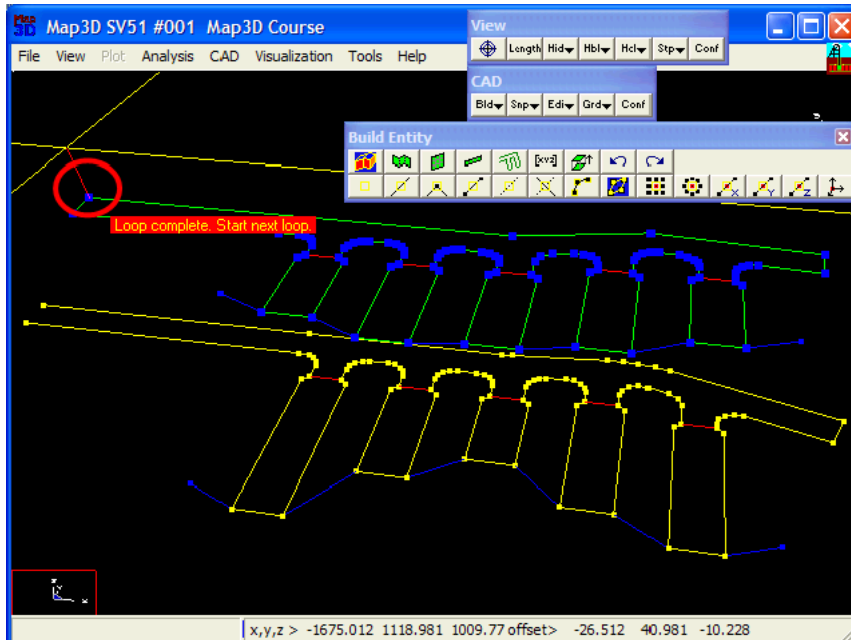 Map3D SV51 #001 Map3D Course
File View Plot Analysis CAD Visualization Tools Help
View
Length Hid Hbl Hcl Stp Conf
CAD
Bld Snp Edi Grd Conf
Build Entity
[xyz]
X Y Z
Loop complete. Start next loop.
x,y,z > -1675.012 1118.981 1009.77 offset> -26.512 40.981 -10.228